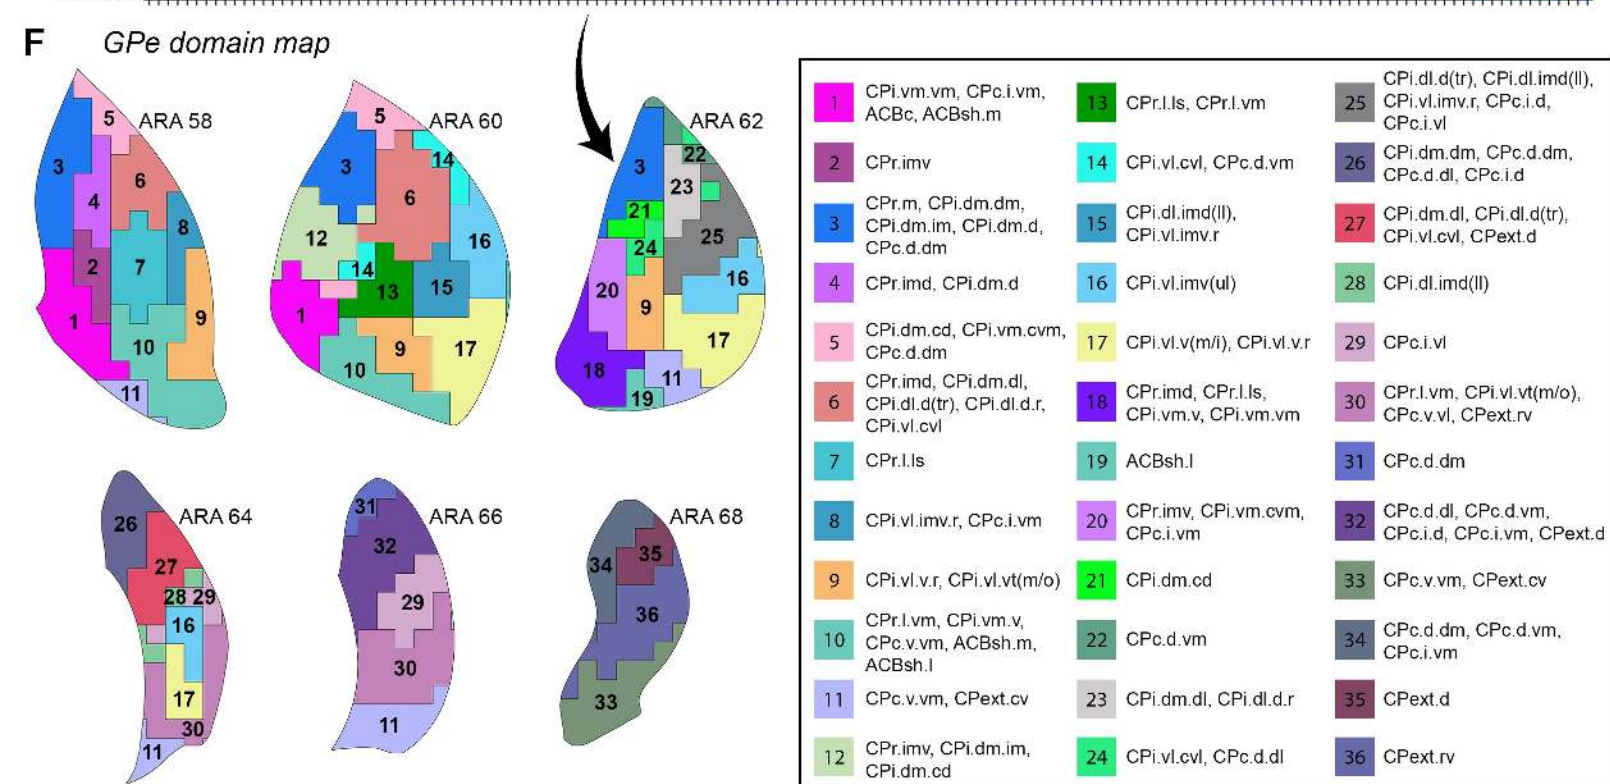 F GPe domain map
ARA 58
5
3
6
4
8
2
7
1
9
10
11
ARA 60
5
14
3
6
12
16
14
13
15
1
9
17
10
ARA 62
22
3
23
21
25
24
16
20
9
17
18
11
19
ARA 64
26
27
28 29
16
17
30
11
ARA 66
31
32
29
30
11
ARA 68
35
34
36
33
1 CPi.vm.vm, CPc.i.vm,
ACBc, ACBsh.m
2 CPr.imv
3 CPr.m, CPi.dm.dm,
CPi.dm.im, CPi.dm.d,
CPc.d.dm
4 CPr.imd, CPi.dm.d
5 CPi.dm.cd, CPi.vm.cvm,
CPc.d.dm
6 CPr.imd, CPi.dm.dl,
CPi.dl.d(tr), CPi.dl.d.r,
CPi.vl.cvl
7 CPr.l.ls
8 CPi.vl.imv.r, CPc.i.vm
9 CPi.vl.v.r, CPi.vl.vt(m/o)
10 CPr.l.vm, CPi.vm.v,
CPc.v.vm, ACBsh.m,
ACBsh.l
11 CPc.v.vm, CPext.cv
12 CPr.imv, CPi.dm.im,
CPi.dm.cd
13 CPr.l.ls, CPr.l.vm
14 CPi.vl.cvl, CPc.d.vm
15 CPi.dl.imd(ll),
CPi.vl.imv.r
16 CPi.vl.imv(ul)
17 CPi.vl.v(m/i), CPi.vl.v.r
18 CPr.imd, CPr.l.ls,
CPi.vm.v, CPi.vm.vm
19 ACBsh.l
20 CPr.imv, CPi.vm.cvm,
CPc.i.vm
21 CPi.dm.cd
22 CPc.d.vm
23 CPi.dm.dl, CPi.dl.d.r
24 CPi.vl.cvl, CPc.d.dl
25 CPi.dl.d(tr), CPi.dl.imd(ll),
CPi.vl.imv.r, CPc.i.d,
CPc.i.vl
26 CPi.dm.dm, CPc.d.dm,
CPc.d.dl, CPc.i.d
27 CPi.dm.dl, CPi.dl.d(tr),
CPi.vl.cvl, CPext.d
28 CPi.dl.imd(ll)
29 CPc.i.vl
30 CPr.l.vm, CPi.vl.vt(m/o),
CPc.v.vl, CPext.rv
31 CPc.d.dm
32 CPc.d.dl, CPc.d.vm,
CPc.i.d, CPc.i.vm, CPext.d
33 CPc.v.vm, CPext.cv
34 CPc.d.dm, CPc.d.vm,
CPc.i.vm
35 CPext.d
36 CPext.rv